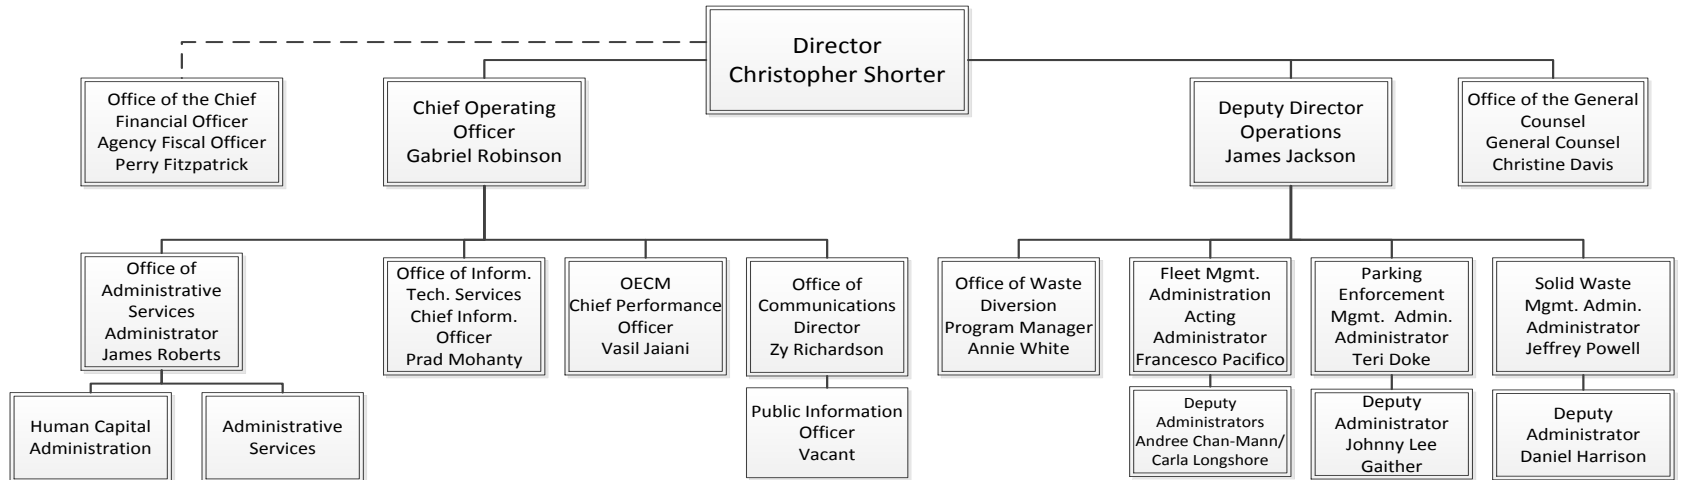 Director
Christopher Shorter
Office of the Chief
Financial Officer
Agency Fiscal Officer
Perry Fitzpatrick
Chief Operating
Officer
Gabriel Robinson
Deputy Director
Operations
James Jackson
Office of the General
Counsel
General Counsel
Christine Davis
Office of
Administrative
Services
Administrator
James Roberts
Office of Inform.
Tech. Services
Chief Inform.
Officer
Prad Mohanty
OECM
Chief Performance
Officer
Vasil Jaiani
Office of
Communications
Director
Zy Richardson
Office of Waste
Diversion
Program Manager
Annie White
Fleet Mgmt.
Administration
Acting
Administrator
Francesco Pacifico
Parking
Enforcement
Mgmt. Admin.
Administrator
Teri Doke
Solid Waste
Mgmt. Admin.
Administrator
Jeffrey Powell
Human Capital
Administration
Administrative
Services
Public Information
Officer
Vacant
Deputy
Administrators
Andree Chan-Mann/
Carla Longshore
Deputy
Administrator
Johnny Lee
Gaither
Deputy
Administrator
Daniel Harrison